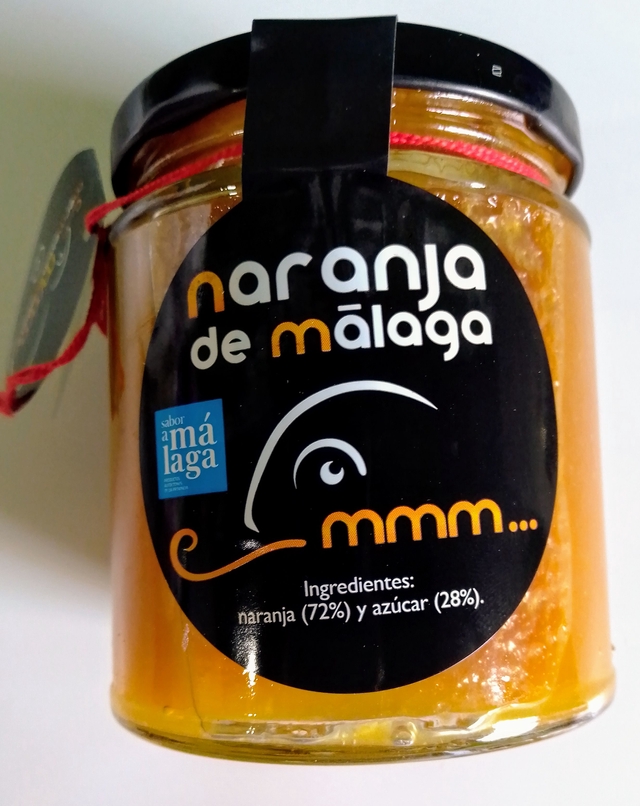 naranja
de mālaga
sabor
a má
laga
mmm...
Ingredientes:
naranja (72%) y azúcar (28%).